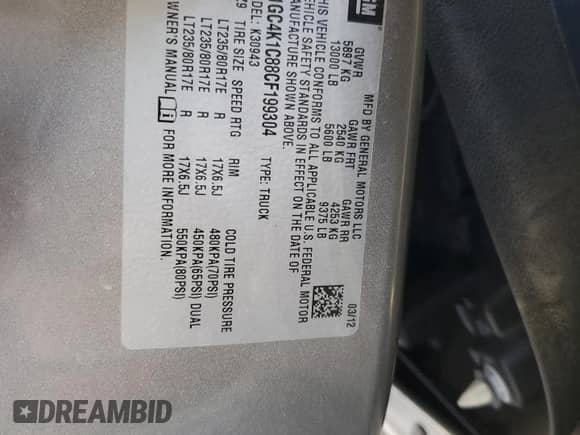 GM
MFD BY GENERAL MOTORS LLC
GVWR GAWR FRT GAWR RR 03/12
5897 KG 2540 KG 4253 KG
13000 LB 5600 LB 9375 LB
THIS VEHICLE CONFORMS TO ALL APPLICABLE U.S. FEDERAL MOTOR
VEHICLE SAFETY STANDARDS IN EFFECT ON THE DATE OF
MANUFACTURE SHOWN ABOVE.
GC4K1C88CF199304 TYPE: TRUCK
DEL: K30943
TIRE SIZE SPEED RTG RIM COLD TIRE PRESSURE
LT235/80R17E R 17X6.5J 480KPA(70PSI)
LT235/80R17E R 17X6.5J 450KPA(65PSI) DUAL
LT235/80R17E R 17X6.5J 550KPA(80PSI)
OWNER'S MANUAL FOR MORE INFORMATION.
DREAMBID